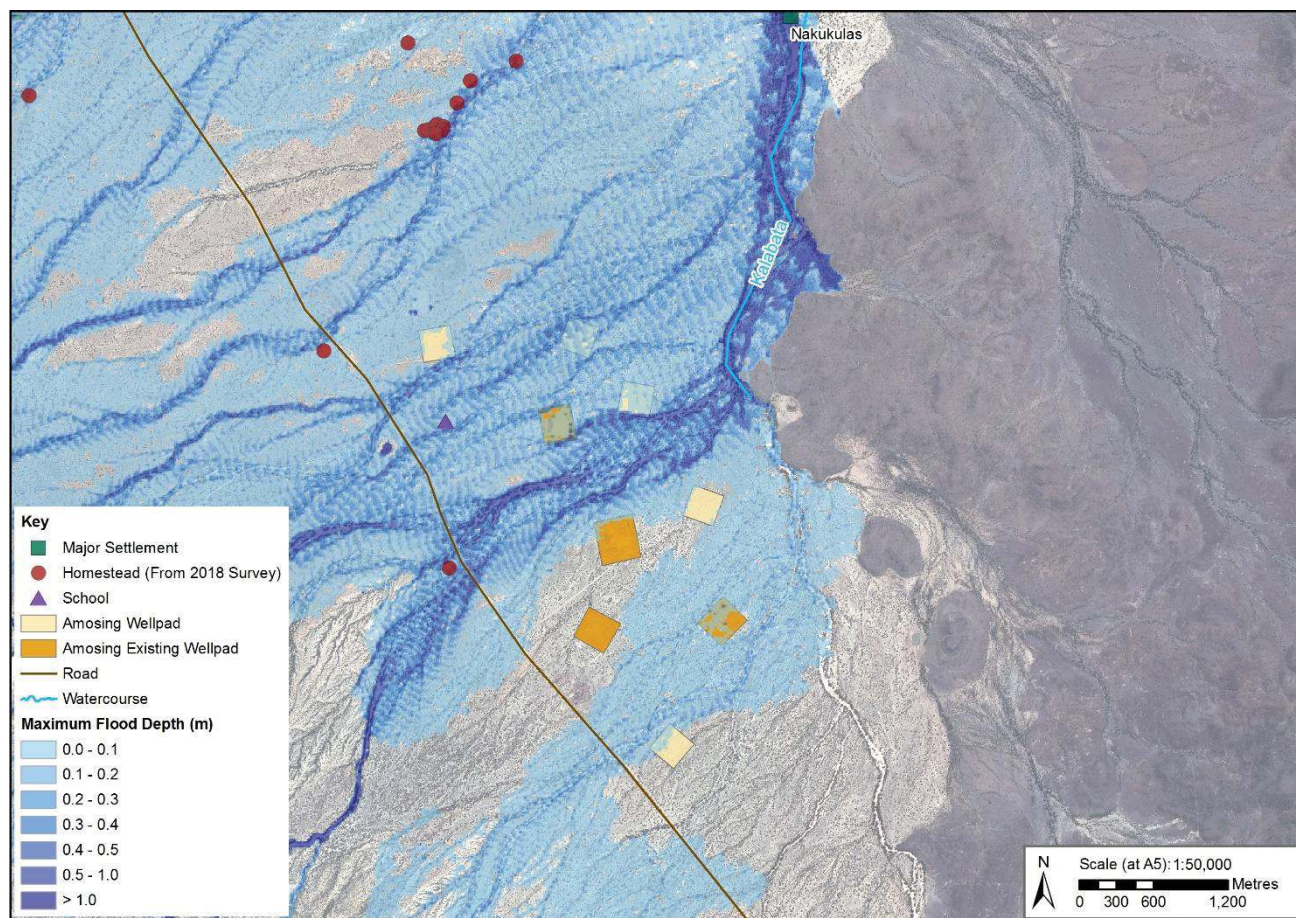 Nakukulas
Kalabata
Key
Major Settlement
Homestead (From 2018 Survey)
School
Amosing Wellpad
Amosing Existing Wellpad
Road
Watercourse
Maximum Flood Depth (m)
0.0 - 0.1
0.1 - 0.2
0.2 - 0.3
0.3 - 0.4
0.4 - 0.5
0.5 - 1.0
> 1.0
N
Scale (at A5): 1:50,000
Metres
0 300 600 1,200